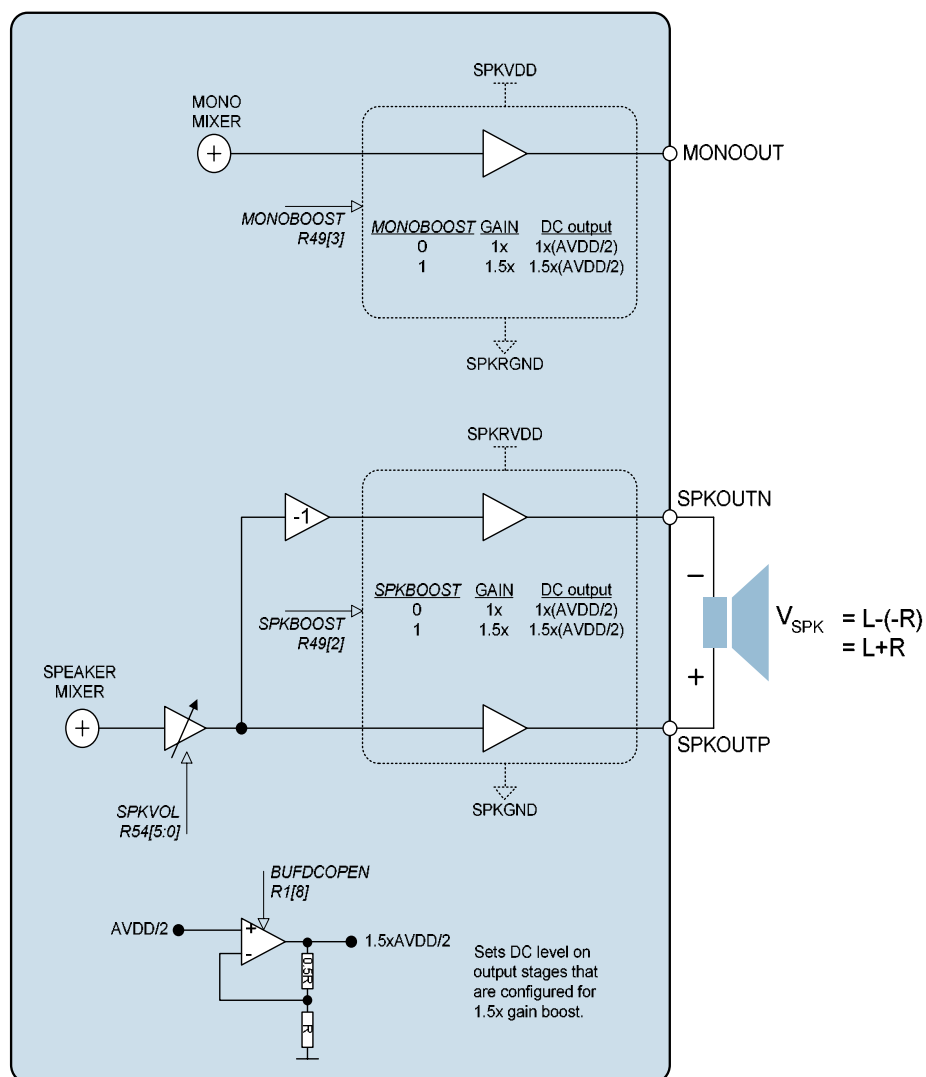 SPKVDD
MONO
MIXER
+
MONOOUT
MONOBOOST
R49[3]
MONOBOOST GAIN DC output
0 1x 1x(AVDD/2)
1 1.5x 1.5x(AVDD/2)
SPKRGND
SPKRVDD
-1
SPKOUTN
SPKBOOST
R49[2]
SPKBOOST GAIN DC output
0 1x 1x(AVDD/2)
1 1.5x 1.5x(AVDD/2)
–
VSPK = L-(-R)
= L+R
+
SPEAKER
MIXER
+
SPKOUTP
SPKVOL
R54[5:0]
SPKGND
BUFDCOPEN
R1[8]
AVDD/2
+
-
1.5xAVDD/2
0.5R
R
Sets DC level on
output stages that
are configured for
1.5x gain boost.